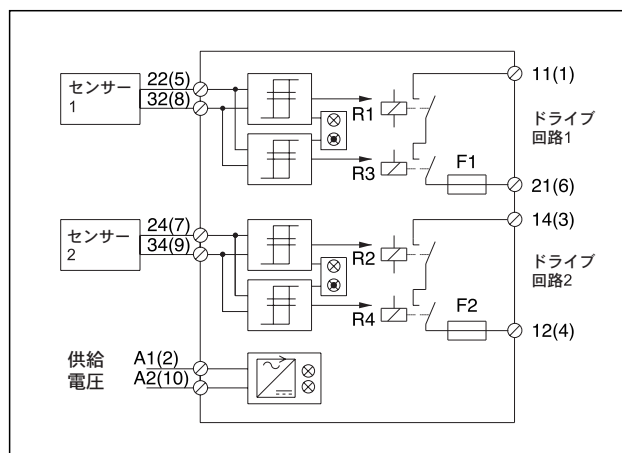 センサー
1
22(5)
32(8)
R1
R3
F1
11(1)
ドライブ
回路1
21(6)
センサー
2
24(7)
34(9)
R2
R4
F2
14(3)
ドライブ
回路2
12(4)
供給
電圧
A1(2)
A2(10)